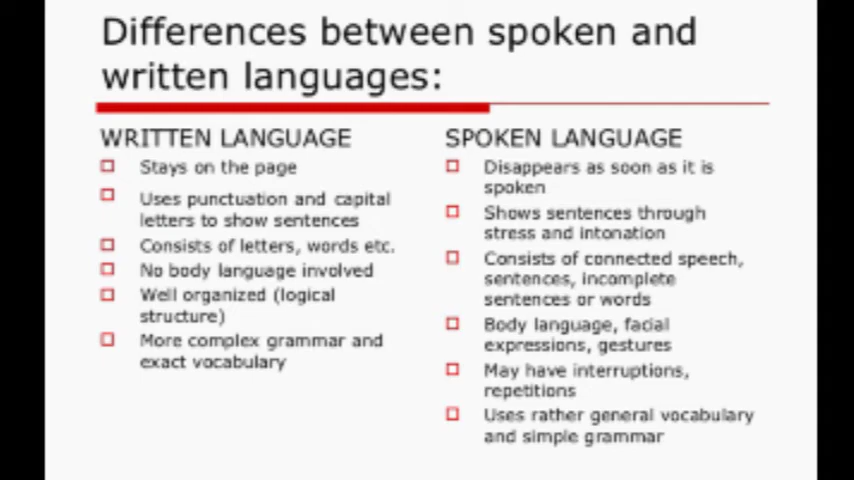 Differences between spoken and
written languages:
WRITTEN LANGUAGE
Stays on the page
Uses punctuation and capital
letters to show sentences
Consists of letters, words etc.
No body language involved
Well organized (logical
structure)
More complex grammar and
exact vocabulary
SPOKEN LANGUAGE
Disappears as soon as it is
spoken
Shows sentences through
stress and intonation
Consists of connected speech,
sentences, incomplete
sentences or words
Body language, facial
expressions, gestures
May have interruptions,
repetitions
Uses rather general vocabulary
and simple grammar